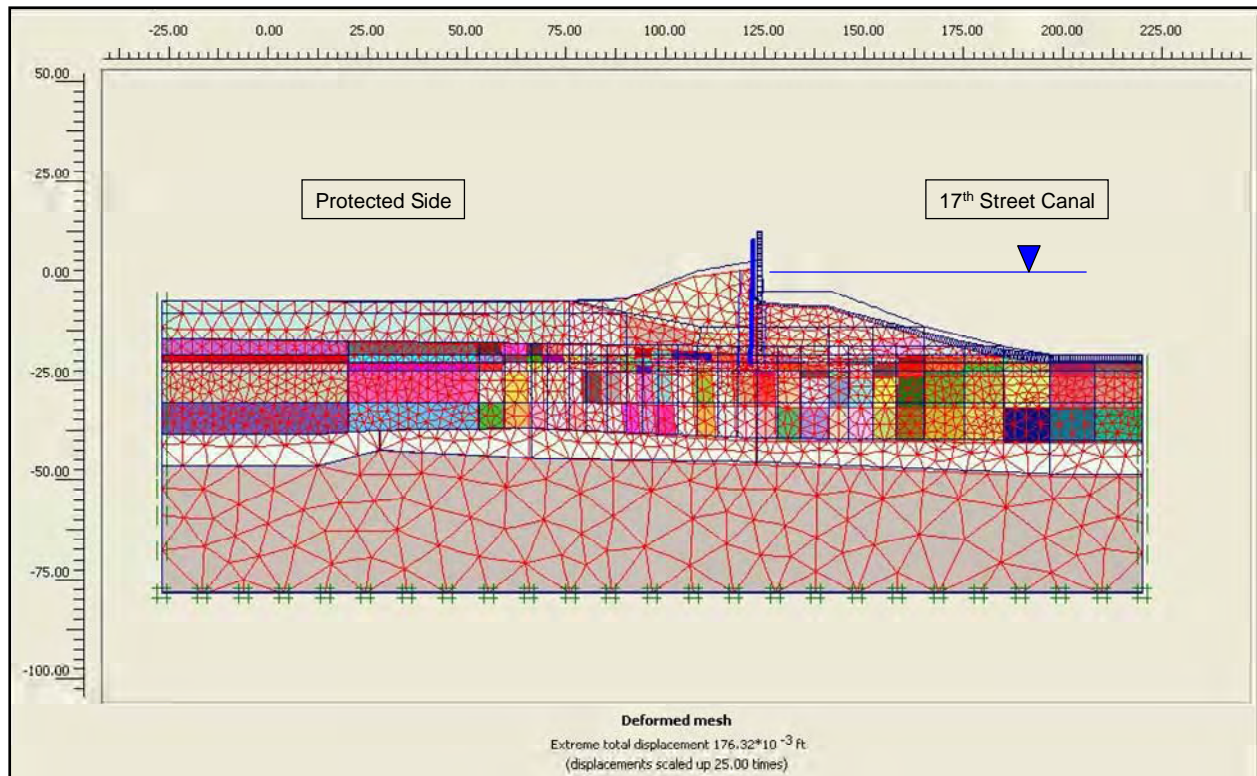 -25.00 0.00 25.00 50.00 75.00 100.00 125.00 150.00 175.00 200.00 225.00
50.00
25.00
Protected Side
17th Street Canal
0.00
-25.00
-50.00
-75.00
-100.00
Deformed mesh
Extreme total displacement 176.32*10 -3 ft
(displacements scaled up 25.00 times)